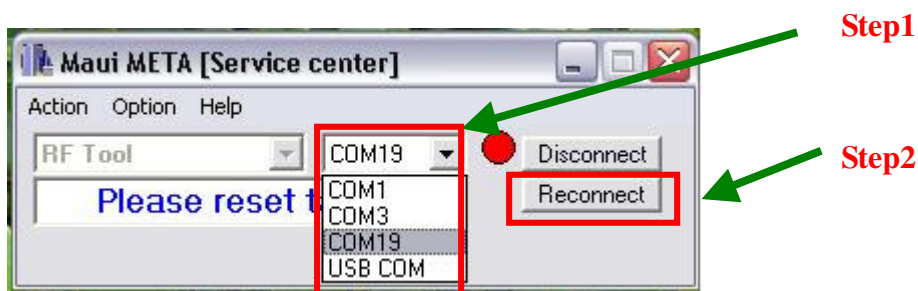 Step1
Maui META [Service center]
Action Option Help
RF Tool COM19 Disconnect
Step2
Please reset t
COM1
Reconnect
COM3
COM19
USB COM